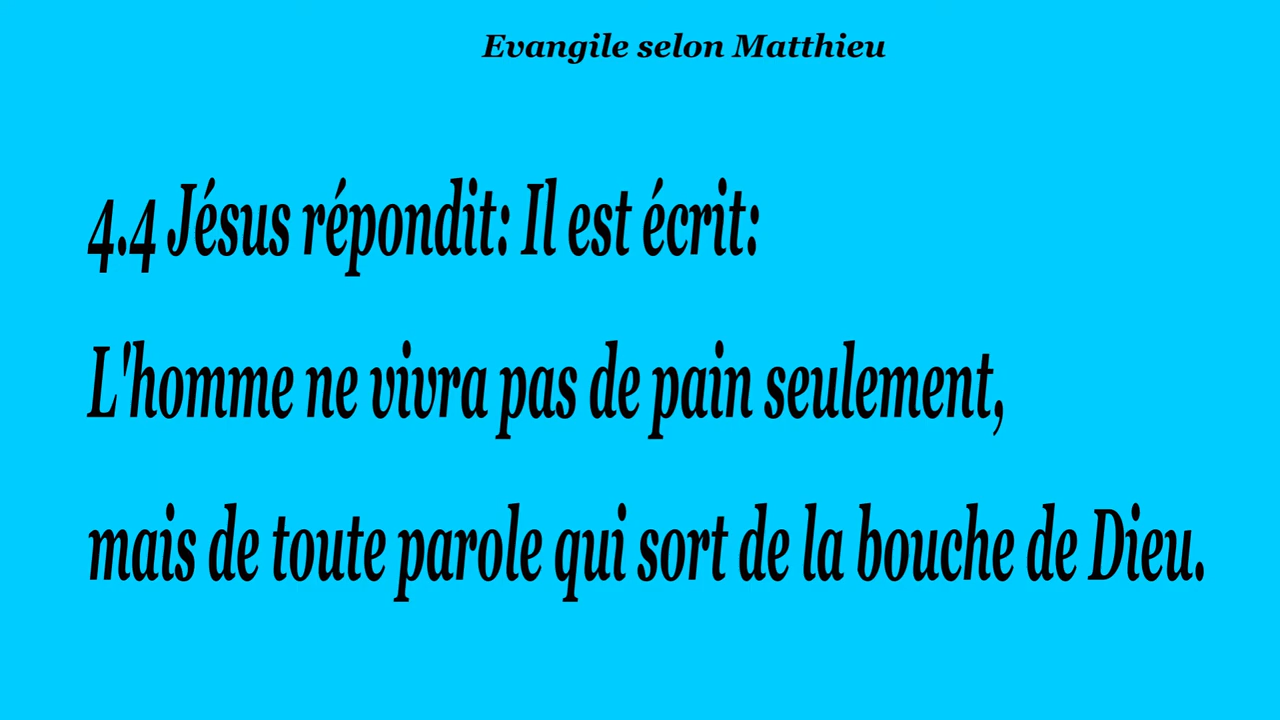 Evangile selon Matthieu
4.4 Jésus répondit: Il est écrit:
L'homme ne vivra pas de pain seulement,
mais de toute parole qui sort de la bouche de Dieu.